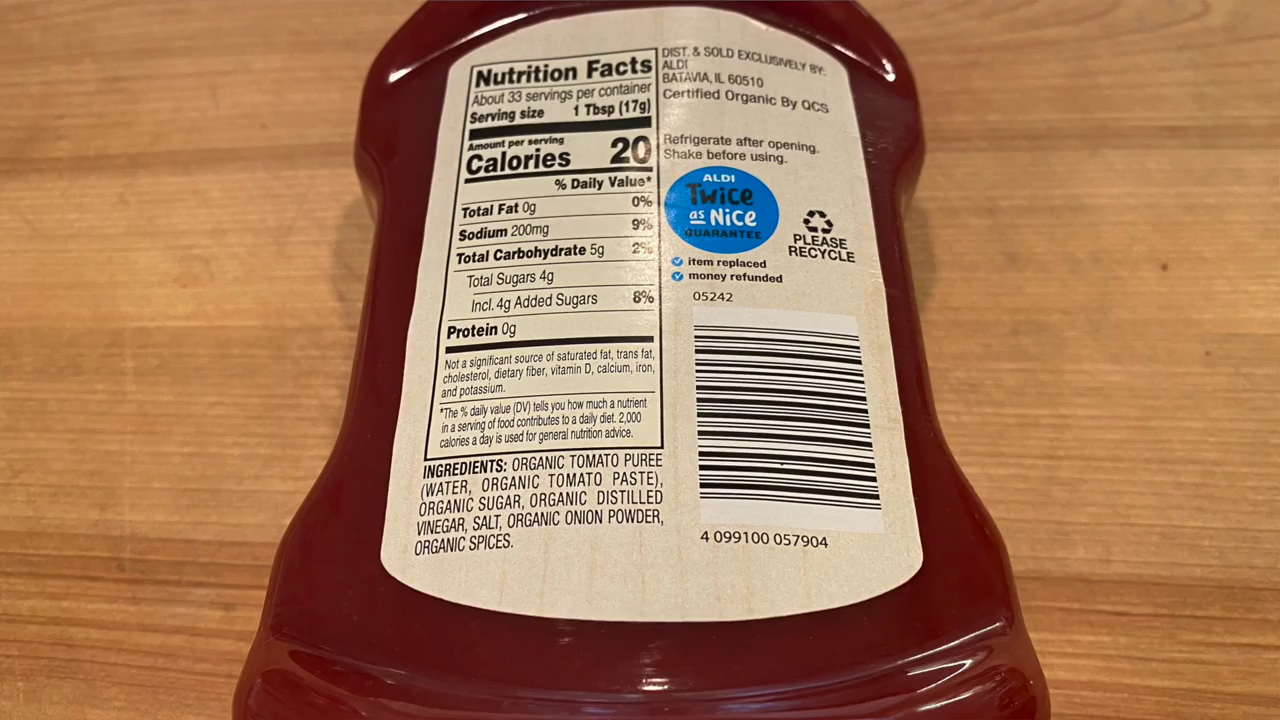 Nutrition Facts
About 33 servings per container
Serving size 1 Tbsp (17g)
Amount per serving
Calories 20
% Daily Value*
Total Fat 0g 0%
Sodium 200mg 9%
Total Carbohydrate 5g 2%
Total Sugars 4g
Incl. 4g Added Sugars 8%
Protein 0g
Not a significant source of saturated fat, trans fat,
cholesterol, dietary fiber, vitamin D, calcium, iron,
and potassium.
*The % daily value (DV) tells you how much a nutrient
in a serving of food contributes to a daily diet. 2,000
calories a day is used for general nutrition advice.
INGREDIENTS: ORGANIC TOMATO PUREE
(WATER, ORGANIC TOMATO PASTE),
ORGANIC SUGAR, ORGANIC DISTILLED
VINEGAR, SALT, ORGANIC ONION POWDER,
ORGANIC SPICES.
DIST. & SOLD EXCLUSIVELY BY:
ALDI
BATAVIA, IL 60510
Certified Organic By QCS
Refrigerate after opening.
Shake before using.
ALDI
Twice
as Nice
GUARANTEE
item replaced
money refunded
PLEASE
RECYCLE
05242
4 099100 057904